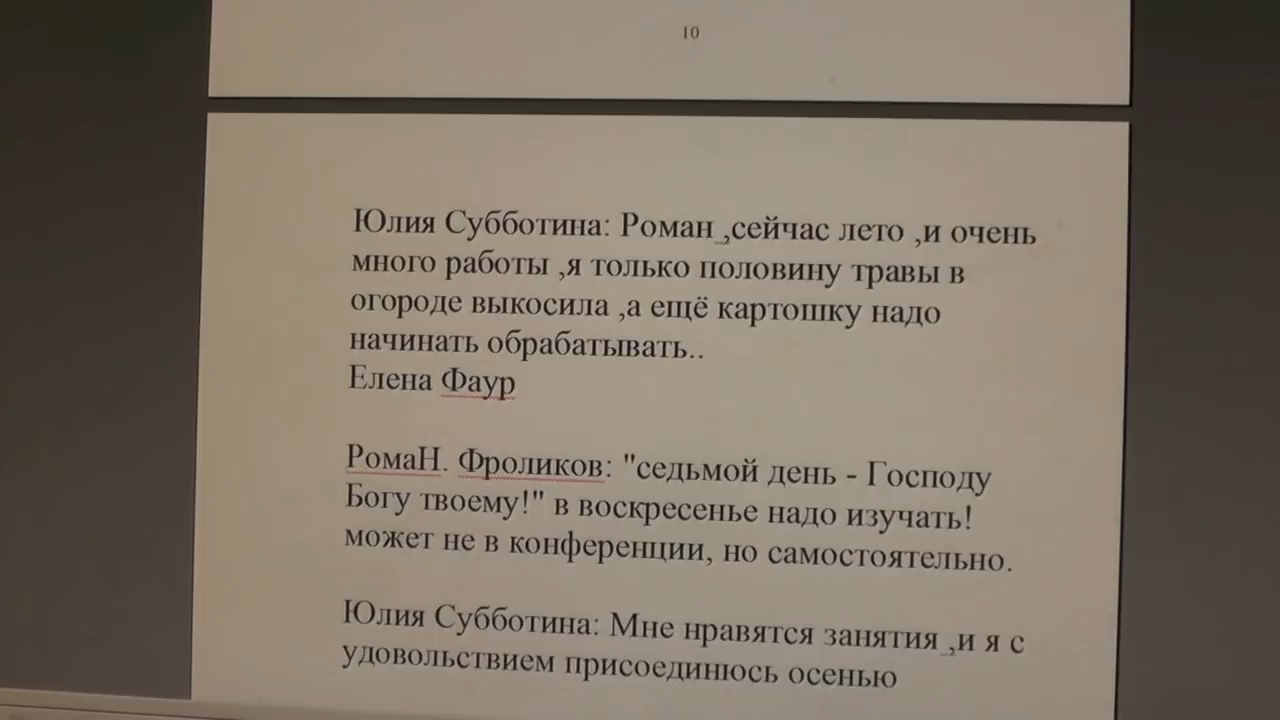 10
Юлия Субботина: Роман ,сейчас лето ,и очень
много работы ,я только половину травы в
огороде выкосила ,а ещё картошку надо
начинать обрабатывать..
Елена Фаур
РомаН. Фроликов: "седьмой день - Господу
Богу твоему!" в воскресенье надо изучать!
может не в конференции, но самостоятельно.
Юлия Субботина: Мне нравятся занятия ,и я с
удовольствием присоединюсь осенью